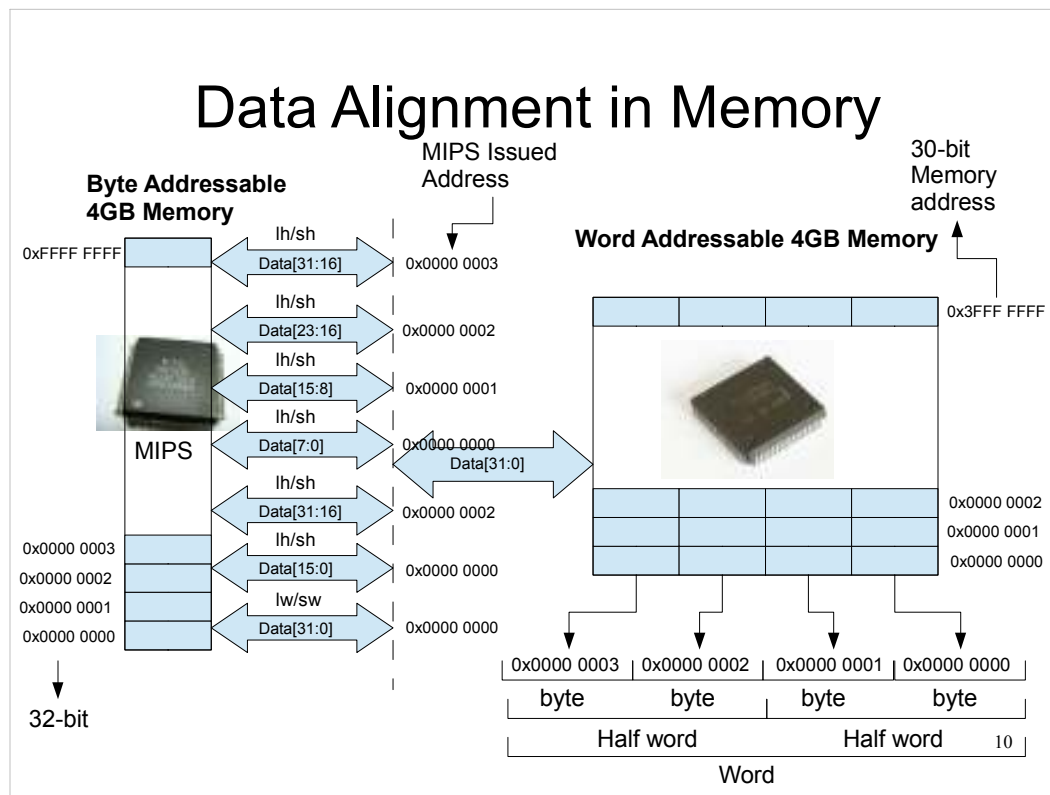 Data Alignment in Memory
MIPS Issued
Address
30-bit
Memory
address
Byte Addressable
4GB Memory
Word Addressable 4GB Memory
0xFFFF FFFF
lh/sh
Data[31:16]
0x0000 0003
lh/sh
Data[23:16]
0x0000 0002
lh/sh
Data[15:8]
0x0000 0001
lh/sh
Data[7:0]
0x0000 0000
lh/sh
Data[31:16]
0x0000 0002
lh/sh
Data[15:0]
0x0000 0000
lw/sw
Data[31:0]
0x0000 0000
MIPS
0x0000 0003
0x0000 0002
0x0000 0001
0x0000 0000
32-bit
Data[31:0]
0x3FFF FFFF
0x0000 0002
0x0000 0001
0x0000 0000
0x0000 0003 0x0000 0002 0x0000 0001 0x0000 0000
byte byte byte byte
Half word Half word
Word
10